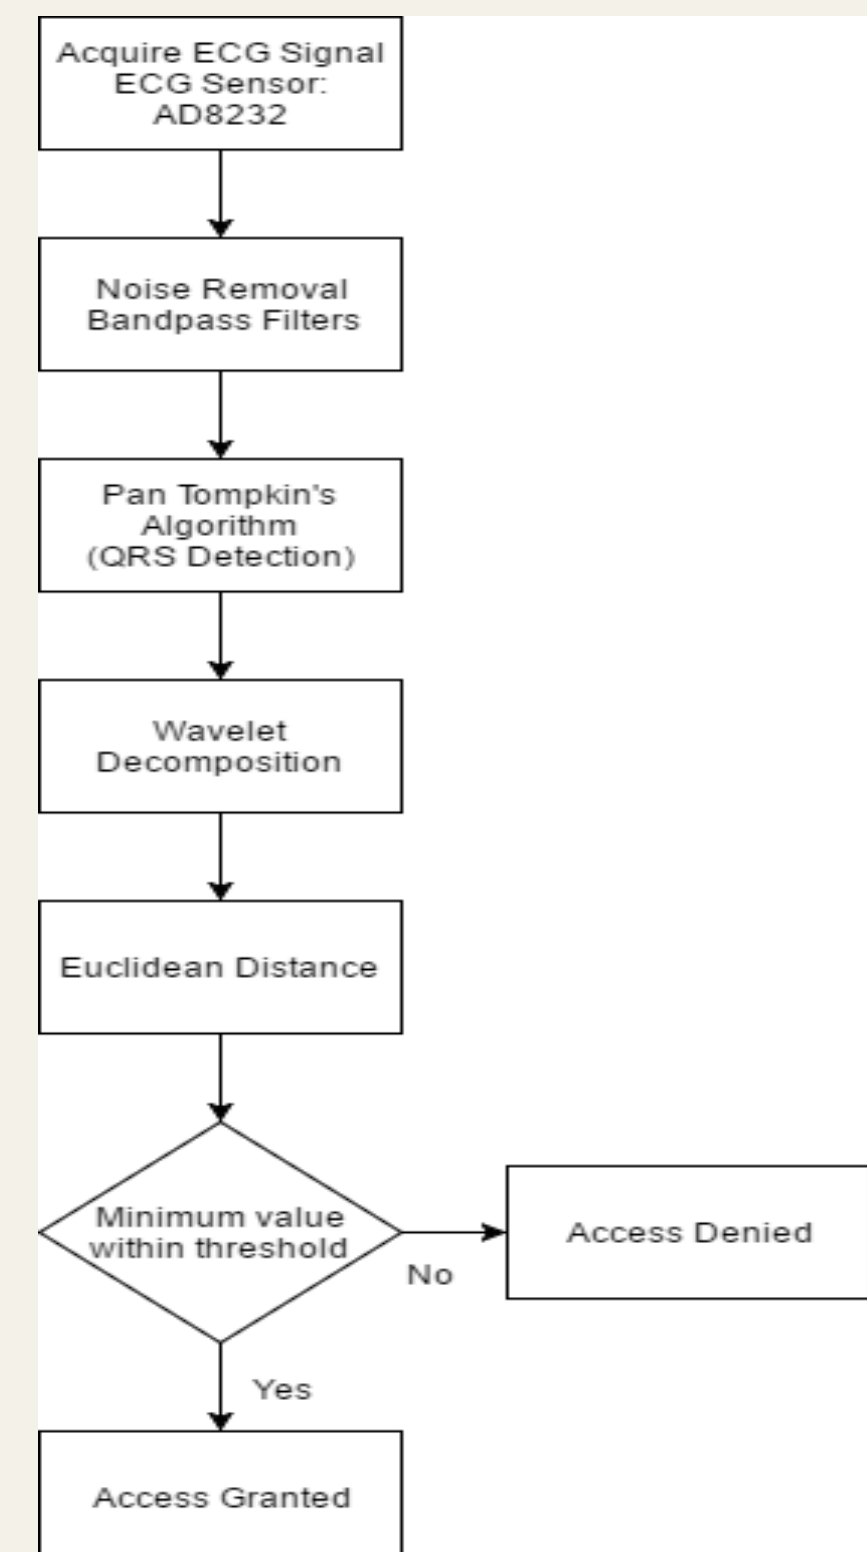 Acquire ECG Signal
ECG Sensor:
AD8232
Noise Removal
Bandpass Filters
Pan Tompkin's
Algorithm
(QRS Detection)
Wavelet
Decomposition
Euclidean Distance
Minimum value
within threshold
No
Access Denied
Yes
Access Granted